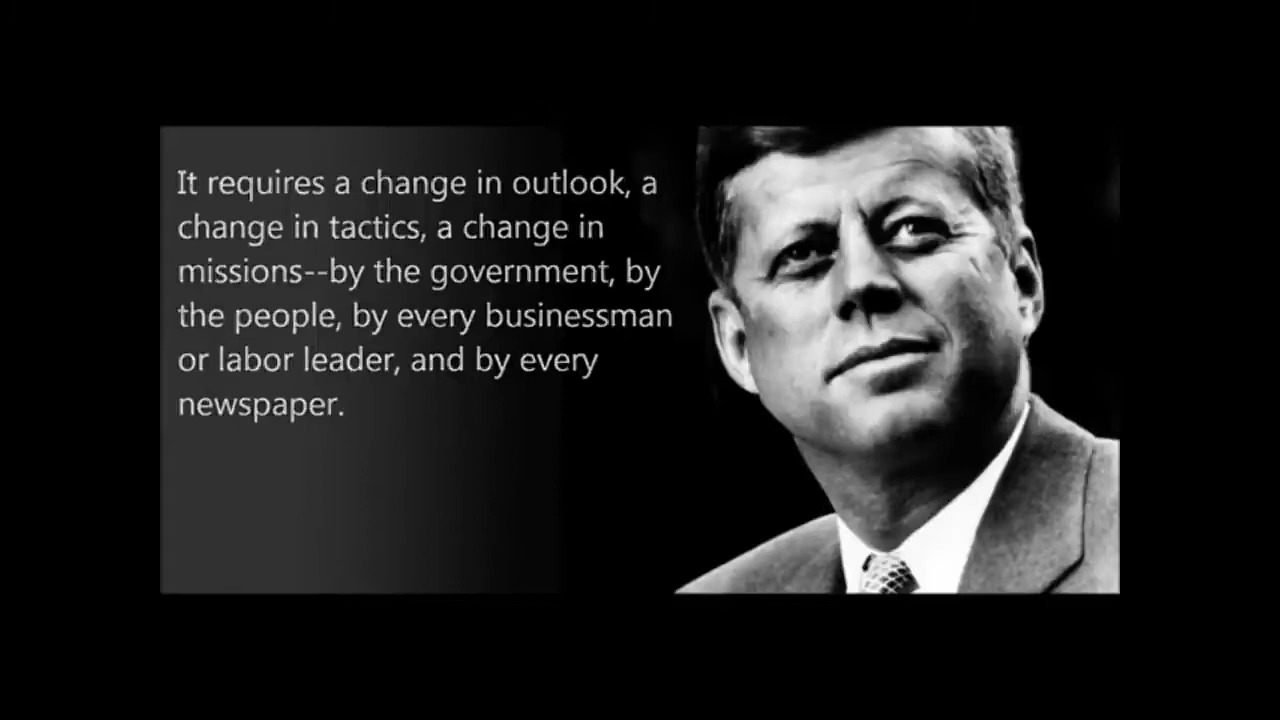 It requires a change in outlook, a
change in tactics, a change in
missions--by the government, by
the people, by every businessman
or labor leader, and by every
newspaper.